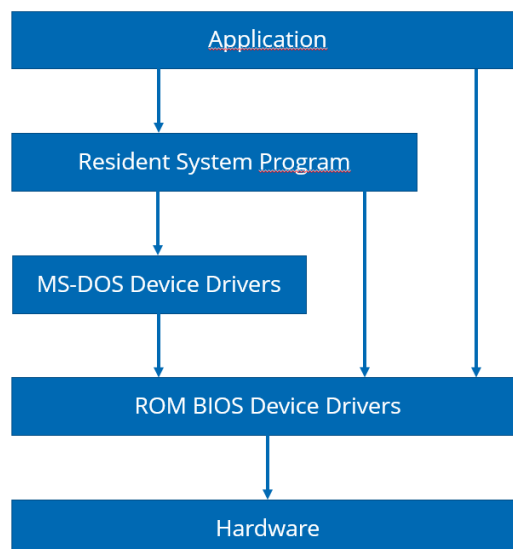 Application
Resident System Program
MS-DOS Device Drivers
ROM BIOS Device Drivers
Hardware